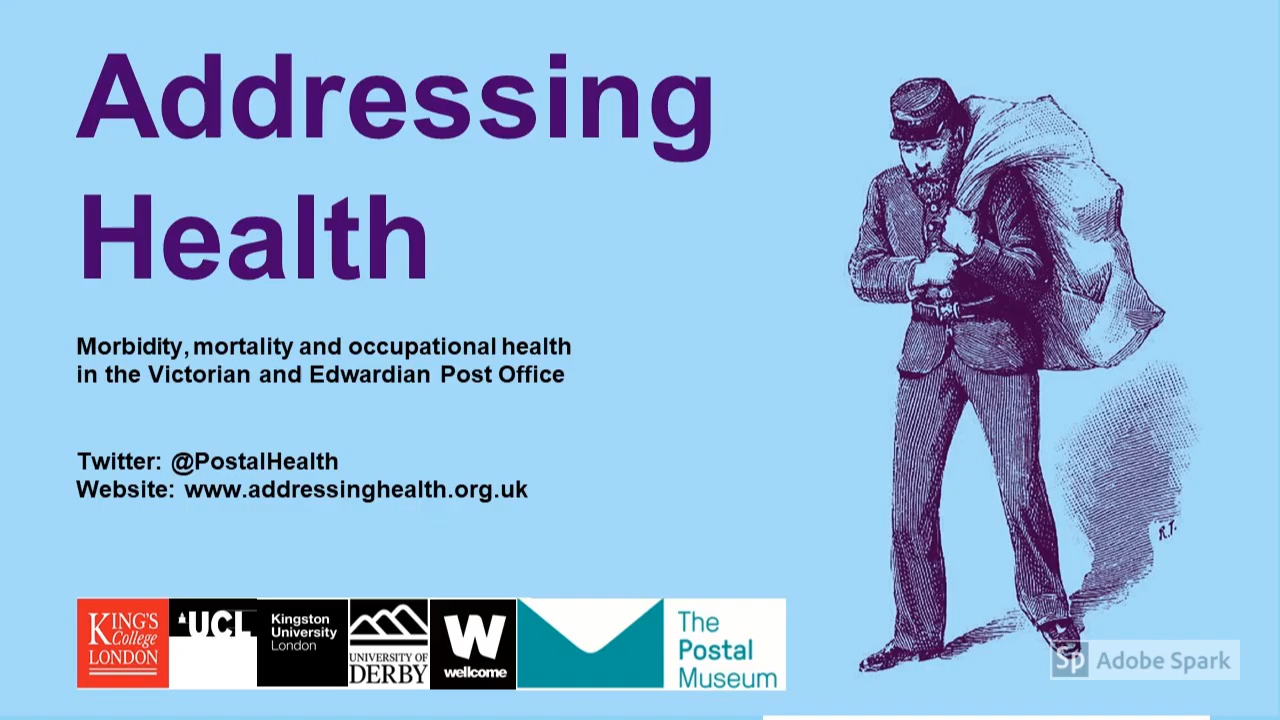 Addressing
Health
Morbidity, mortality and occupational health
in the Victorian and Edwardian Post Office
Twitter: @PostalHealth
Website: www.addressinghealth.org.uk
KING'S
College
LONDON
UCL
Kingston
University
London
UNIVERSITY OF
DERBY
W
wellcome
The
Postal
Museum
R.T.
Sp Adobe Spark